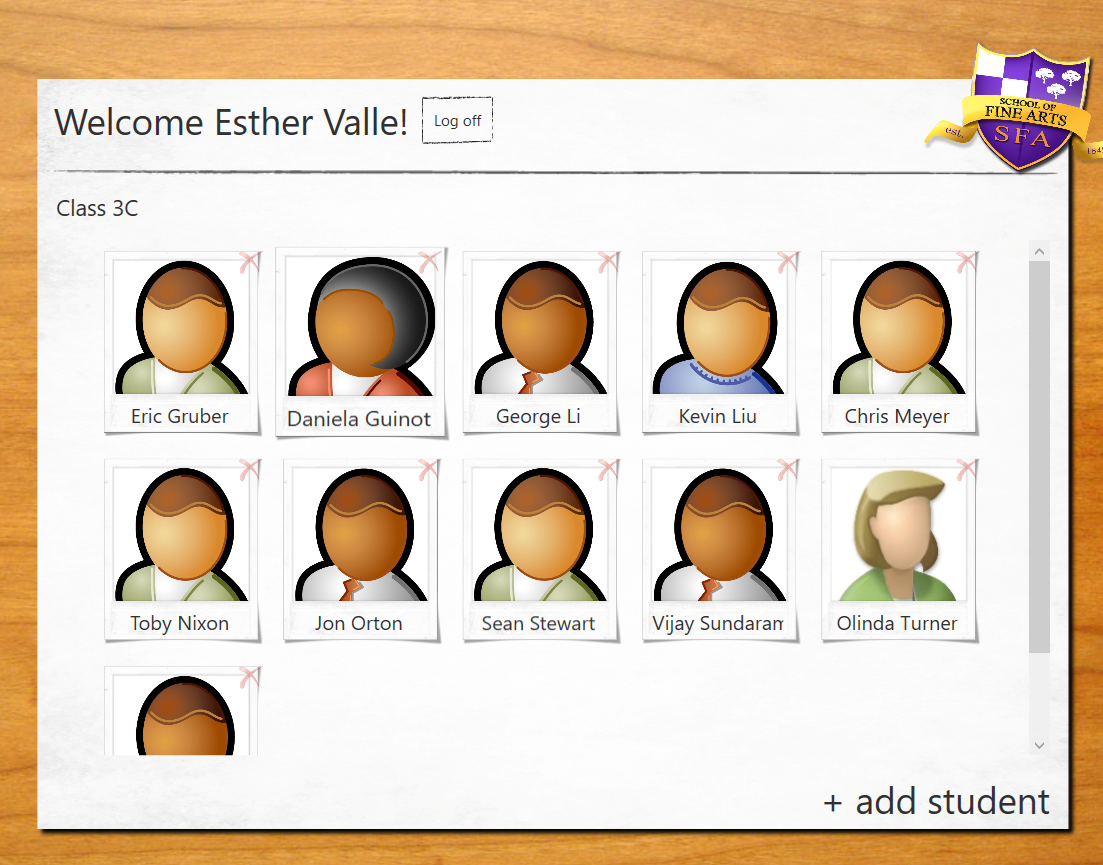 Welcome Esther Valle!
Log off
SCHOOL OF
FINE ARTS
est.
SFA
Class 3C
Eric Gruber
Daniela Guinot
George Li
Kevin Liu
Chris Meyer
Toby Nixon
Jon Orton
Sean Stewart
Vijay Sundaram
Olinda Turner
+ add student